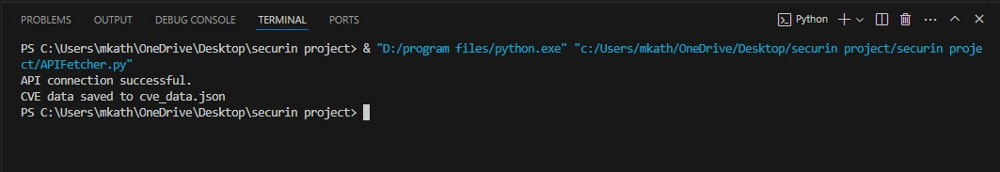 PROBLEMS OUTPUT DEBUG CONSOLE TERMINAL PORTS Python
PS C:\Users\mkath\OneDrive\Desktop\securin project> & "D:/program files/python.exe" "c:/Users/mkath/OneDrive/Desktop/securin project/securin proje
ct/APIFetcher.py"
API connection successful.
CVE data saved to cve_data.json
PS C:\Users\mkath\OneDrive\Desktop\securin project>